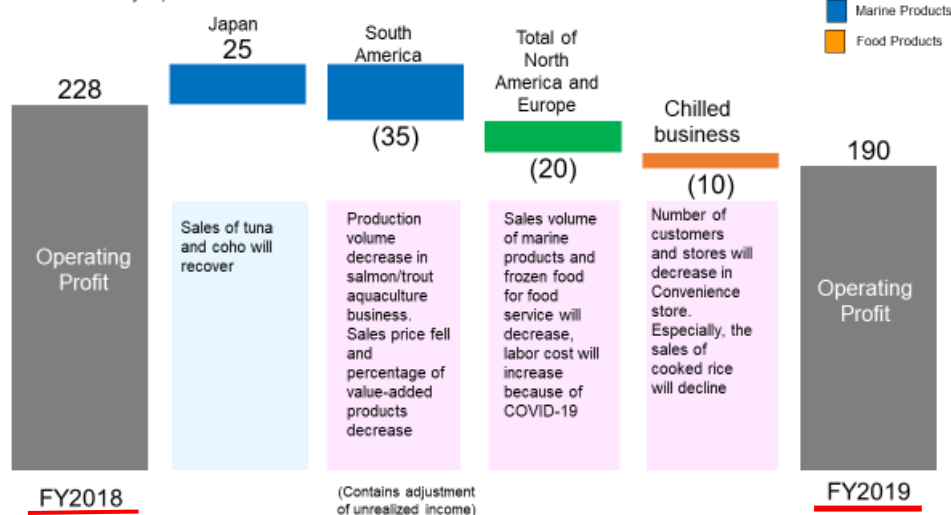 Marine Products
Food Products
Japan
25
South
America
(35)
Total of
North
America and
Europe
(20)
Chilled
business
(10)
228
Operating
Profit
FY2018
Sales of tuna
and coho will
recover
Production
volume
decrease in
salmon/trout
aquaculture
business.
Sales price fell
and
percentage of
value-added
products
decrease
(Contains adjustment
of unrealized income)
Sales volume
of marine
products and
frozen food
for food
service will
decrease,
labor cost will
increase
because of
COVID-19
Number of
customers
and stores will
decrease in
Convenience
store.
Especially, the
sales of
cooked rice
will decline
190
Operating
Profit
FY2019